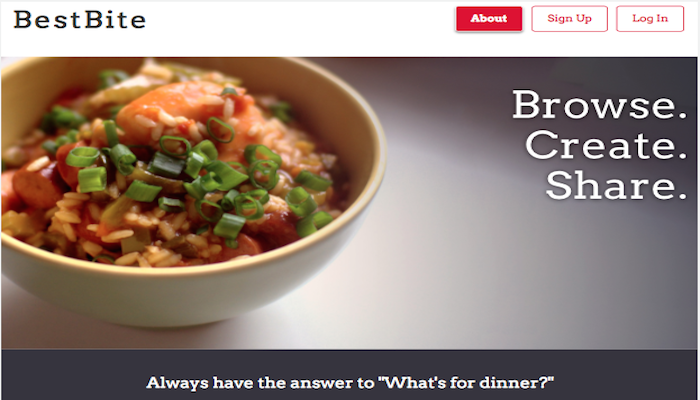 BestBite
About
Sign Up
Log In
Browse.
Create.
Share.
Always have the answer to "What's for dinner?"